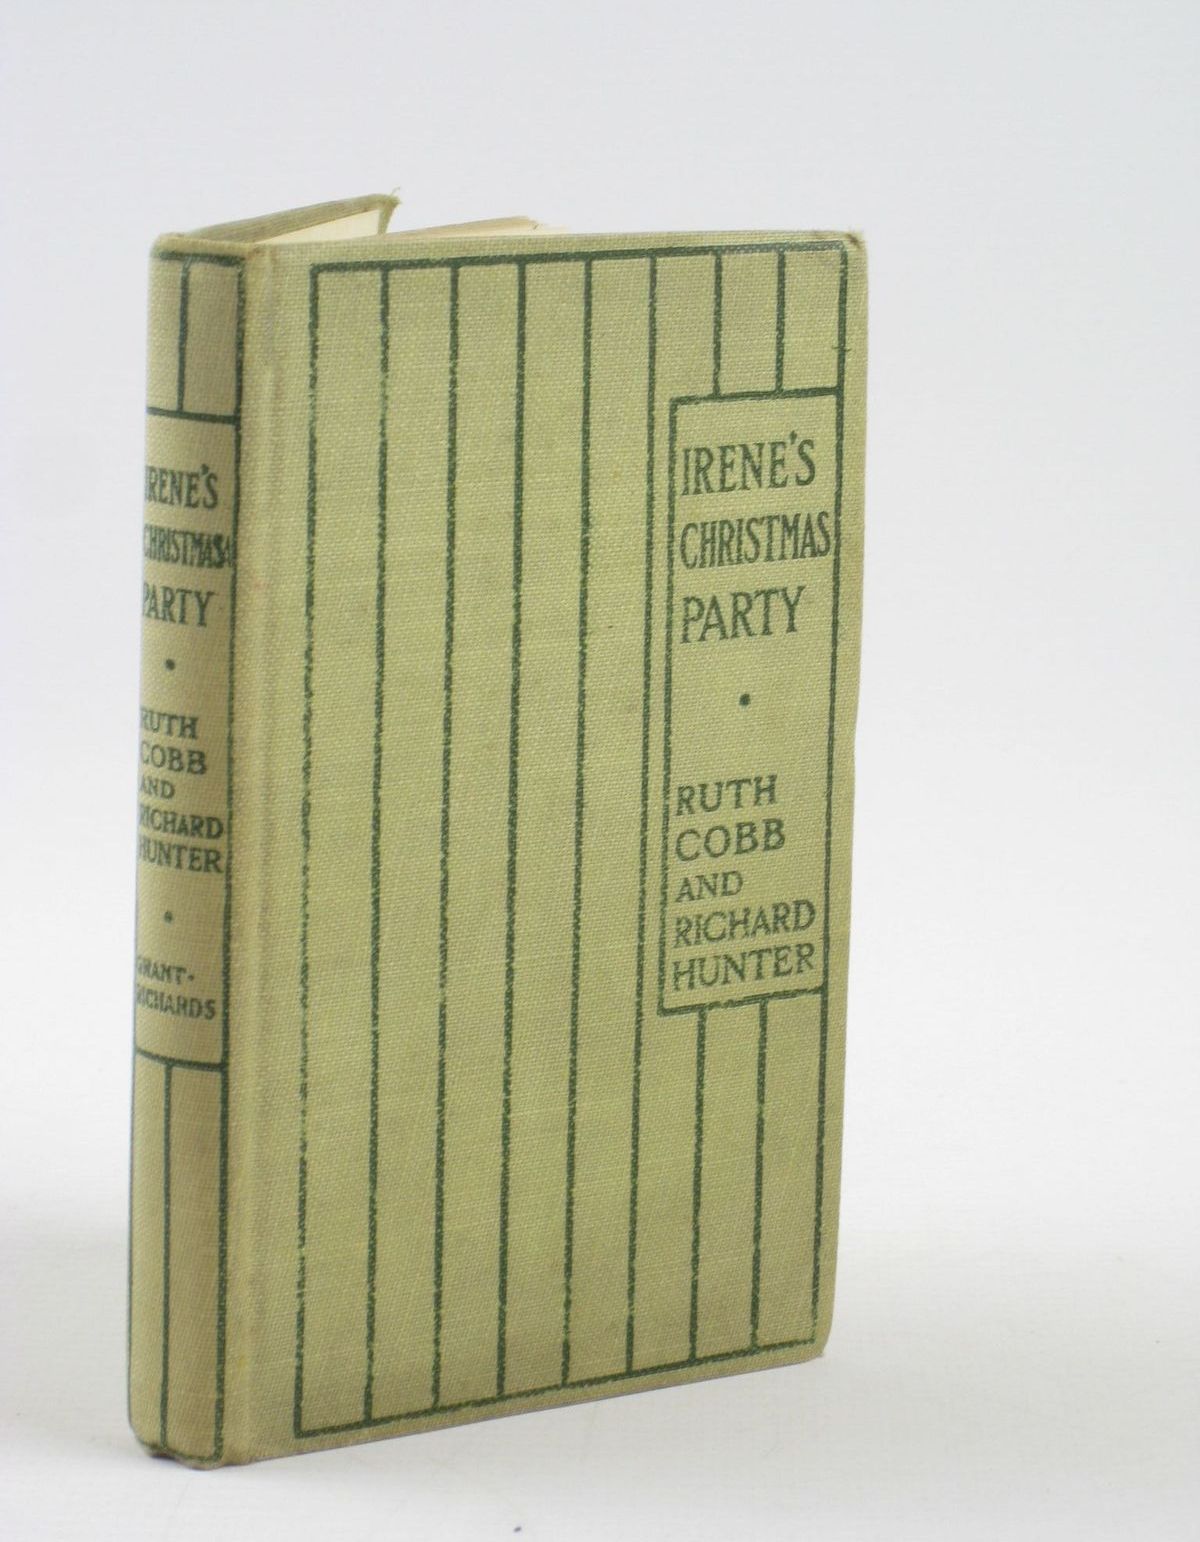 IRENE'S
CHRISTMAS
PARTY
•
RUTH
COBB
AND
RICHARD
HUNTER
•
GRANT-
RICHARDS
IRENE'S
CHRISTMAS
PARTY
•
RUTH
COBB
AND
RICHARD
HUNTER